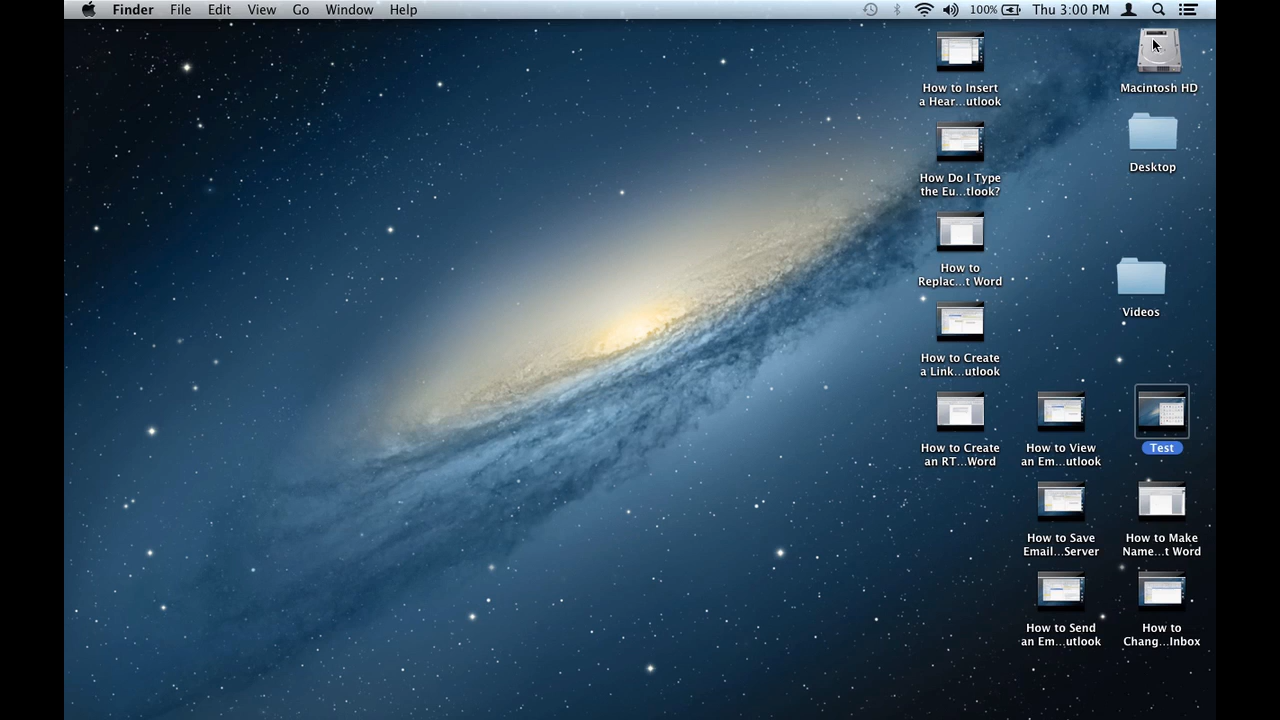 Finder File Edit View Go Window Help 100% Thu 3:00 PM
Macintosh HD
Desktop
Videos
Test
How to Insert
a Hear...utlook
How Do I Type
the Eu...tlook?
How to
Replac...t Word
How to Create
a Link...utlook
How to Create
an RT...Word
How to View
an Em...utlook
How to Save
Email...Server
How to Make
Name...t Word
How to Send
an Em...utlook
How to
Chang...Inbox